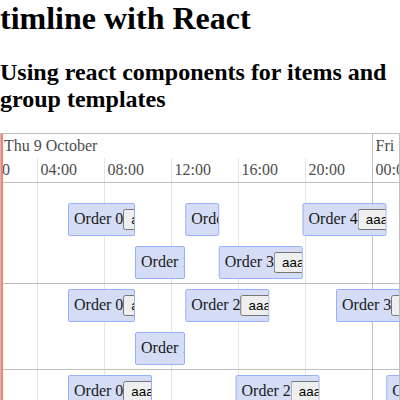 timline with React
Using react components for items and
group templates
Thu 9 October
Fri
0 04:00 08:00 12:00 16:00 20:00 00:0
Order 0 a
Orde
Order 4 aaa
Order
Order 3 aaa
Order 0 a
Order 2 aaa
Order 3
Order
Order 0 aaa
Order 2 aaa